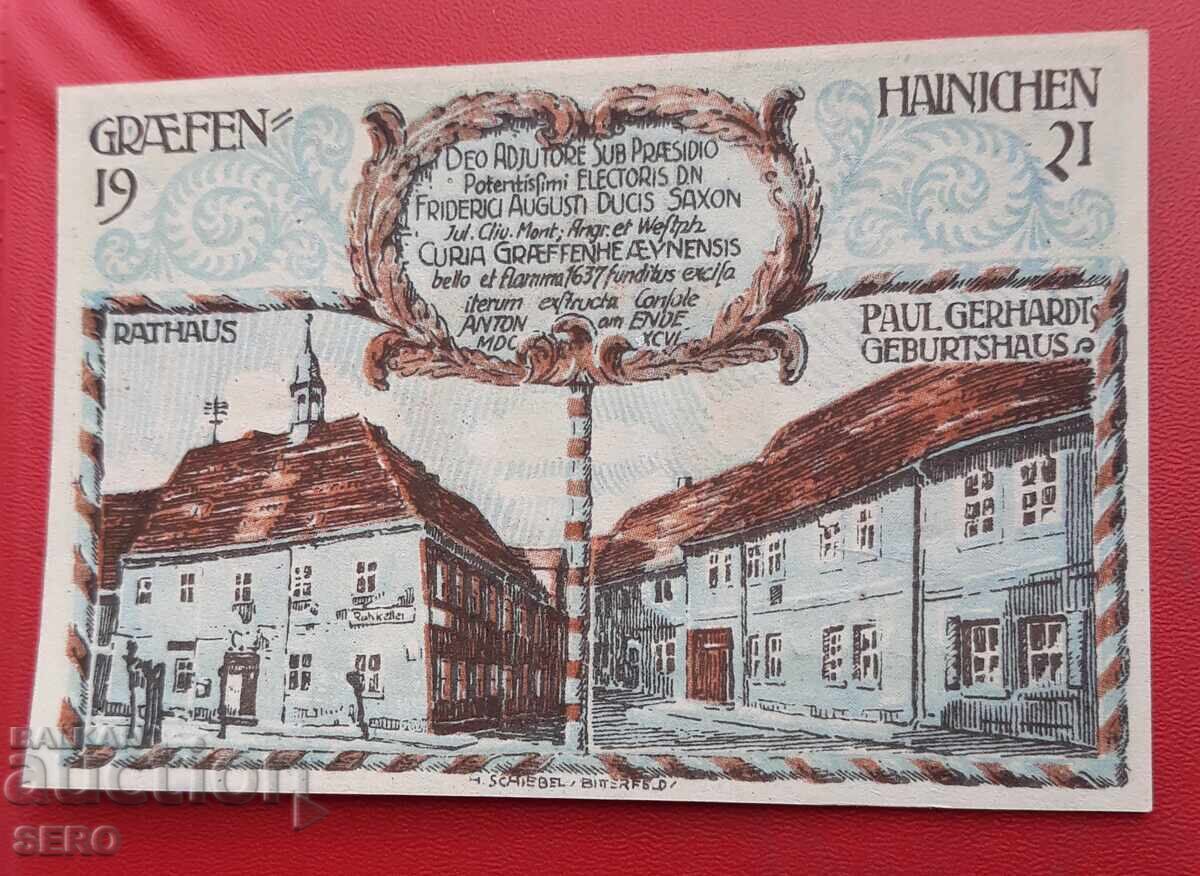 GRÆFEN=
HAINICHEN
19
21
DEO ADJUTORE SUB PRÆSIDIO
Potentissimi ELECTORIS DN
FRIDERICI AUGUSTI DUCIS SAXON
Jul. Cliv. Mont; Angr. et Westph
CURIA GRÆFFENHEÆYNENSIS
bello et flamma 1637 funditus excisa
iterum exstructa Consule
ANTON am ENDE
MDC XCVI
RATHAUS
PAUL GERHARDTS
GEBURTSHAUS
Ratskeller
H. SCHIEBEL / BITTERFELD /
BALKAN
auction
SERO